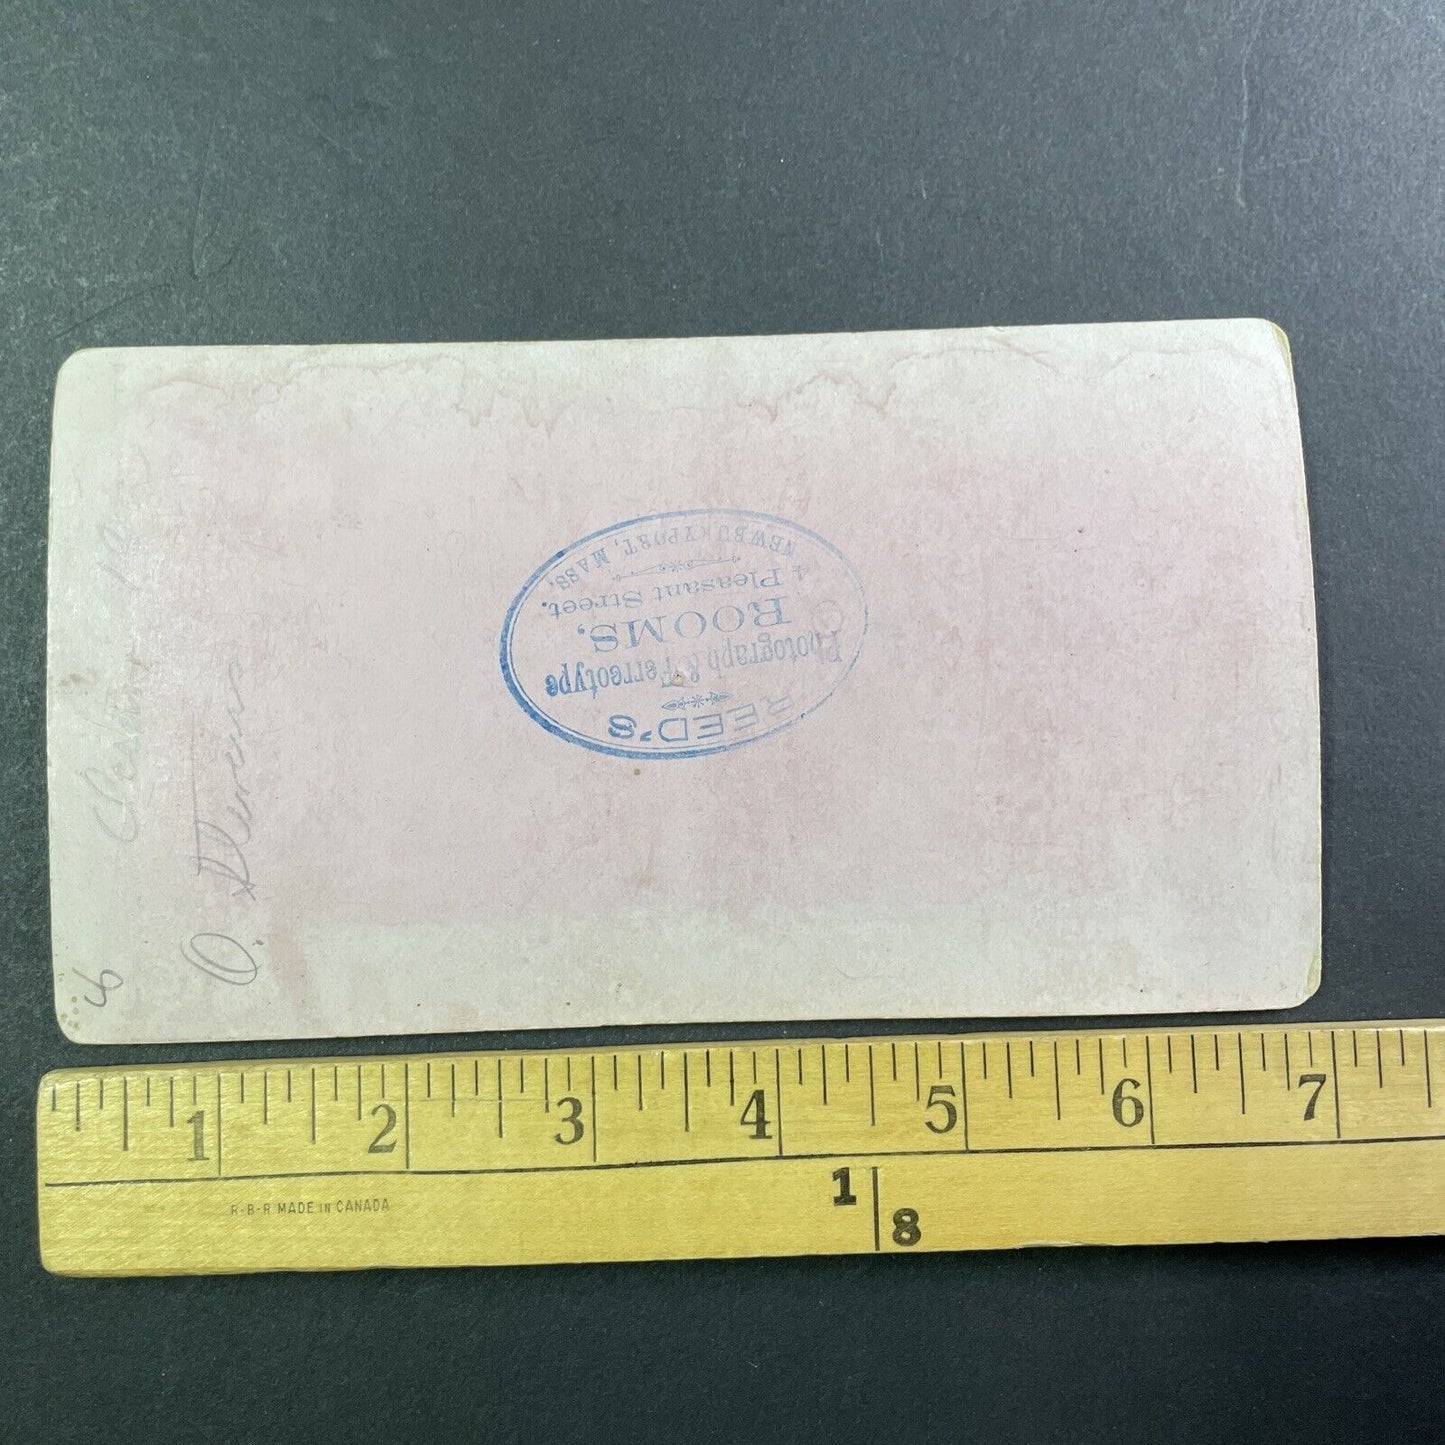 REED'S
Photograph & Ferreotype
ROOMS,
4 Pleasant Street.
NEWBURYPORT, MASS.
O.
1 2 3 4 5 6 7
1
8
R-B-R MADE IN CANADA